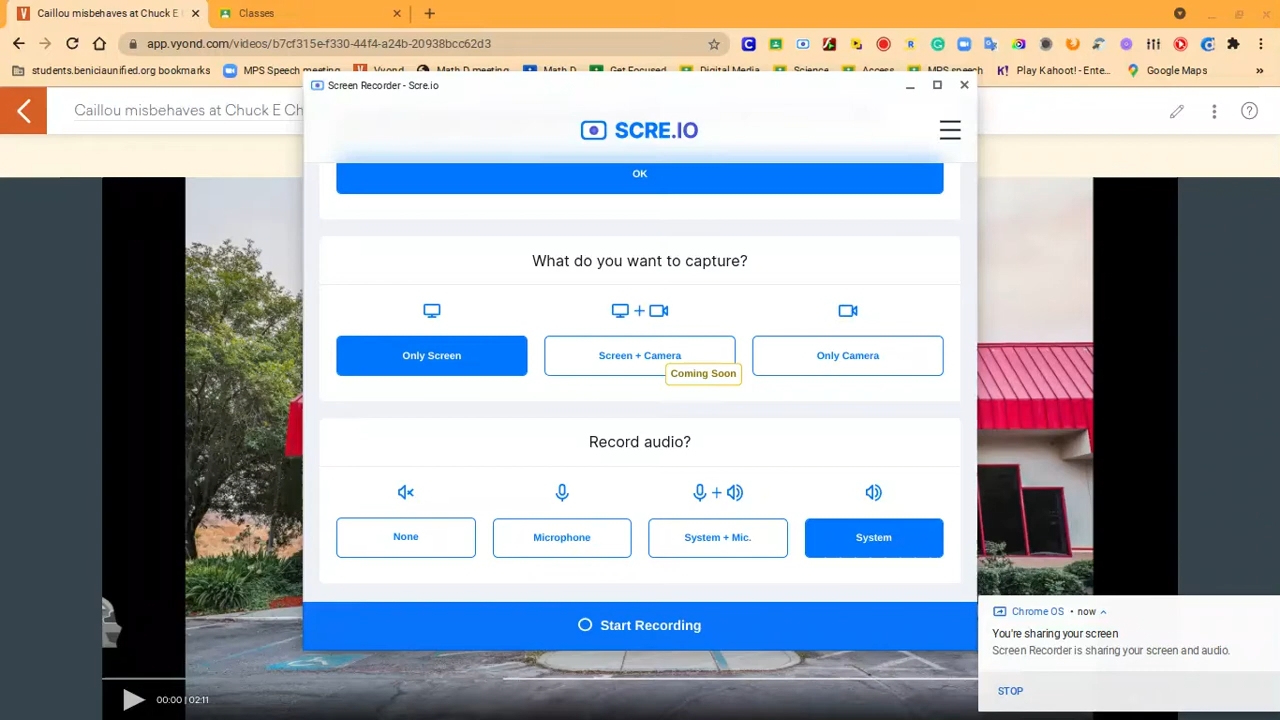 Caillou misbehaves at Chuck E
Classes
app.vyond.com/videos/b7cf315e-f330-44f4-a24b-20938bcc62d3
students.beniciaunified.org bookmarks
MPS Speech meeting
Vyond
Math D meeting
Math D
Get Focused
Digital Media
Science
Access
MPS speech
Play Kahoot! - Ente...
Google Maps
»
Screen Recorder - Scre.io
Caillou misbehaves at Chuck E Ch
SCRE.IO
OK
What do you want to capture?
Only Screen
Screen + Camera
Only Camera
Coming Soon
Record audio?
None
Microphone
System + Mic.
System
Start Recording
Chrome OS • now
You're sharing your screen
Screen Recorder is sharing your screen and audio.
STOP
00:00 | 02:11